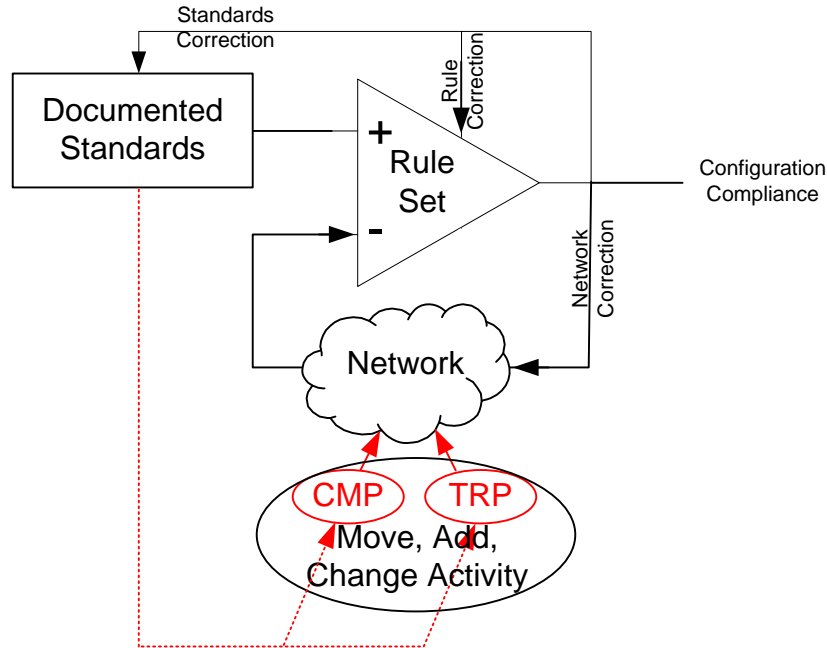 Standards
Correction
Documented
Standards
+
Rule
Set
-
Rule
Correction
Configuration
Compliance
Network
Correction
Network
CMP
TRP
Move, Add,
Change Activity